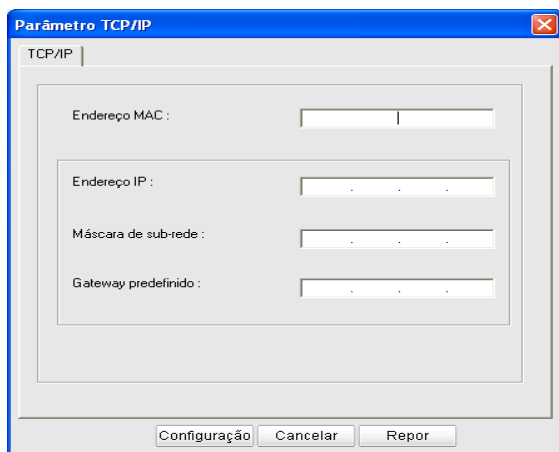 Parâmetro TCP/IP
TCP/IP
Endereço MAC :
Endereço IP :
. . .
Máscara de sub-rede :
. . .
Gateway predefinido :
. . .
Configuração Cancelar Repor